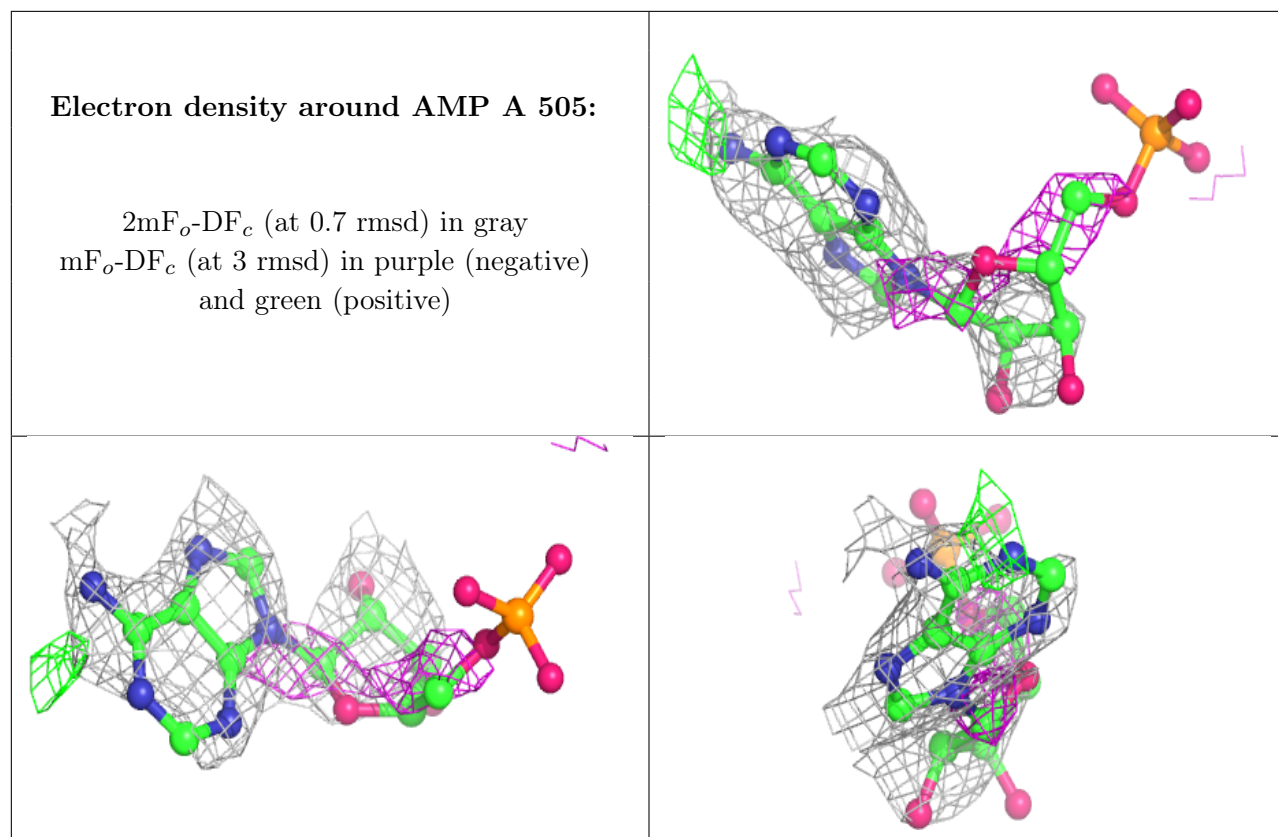 Electron density around AMP A 505:
2mFₒ-DF𝒸 (at 0.7 rmsd) in gray
mFₒ-DF𝒸 (at 3 rmsd) in purple (negative)
and green (positive)